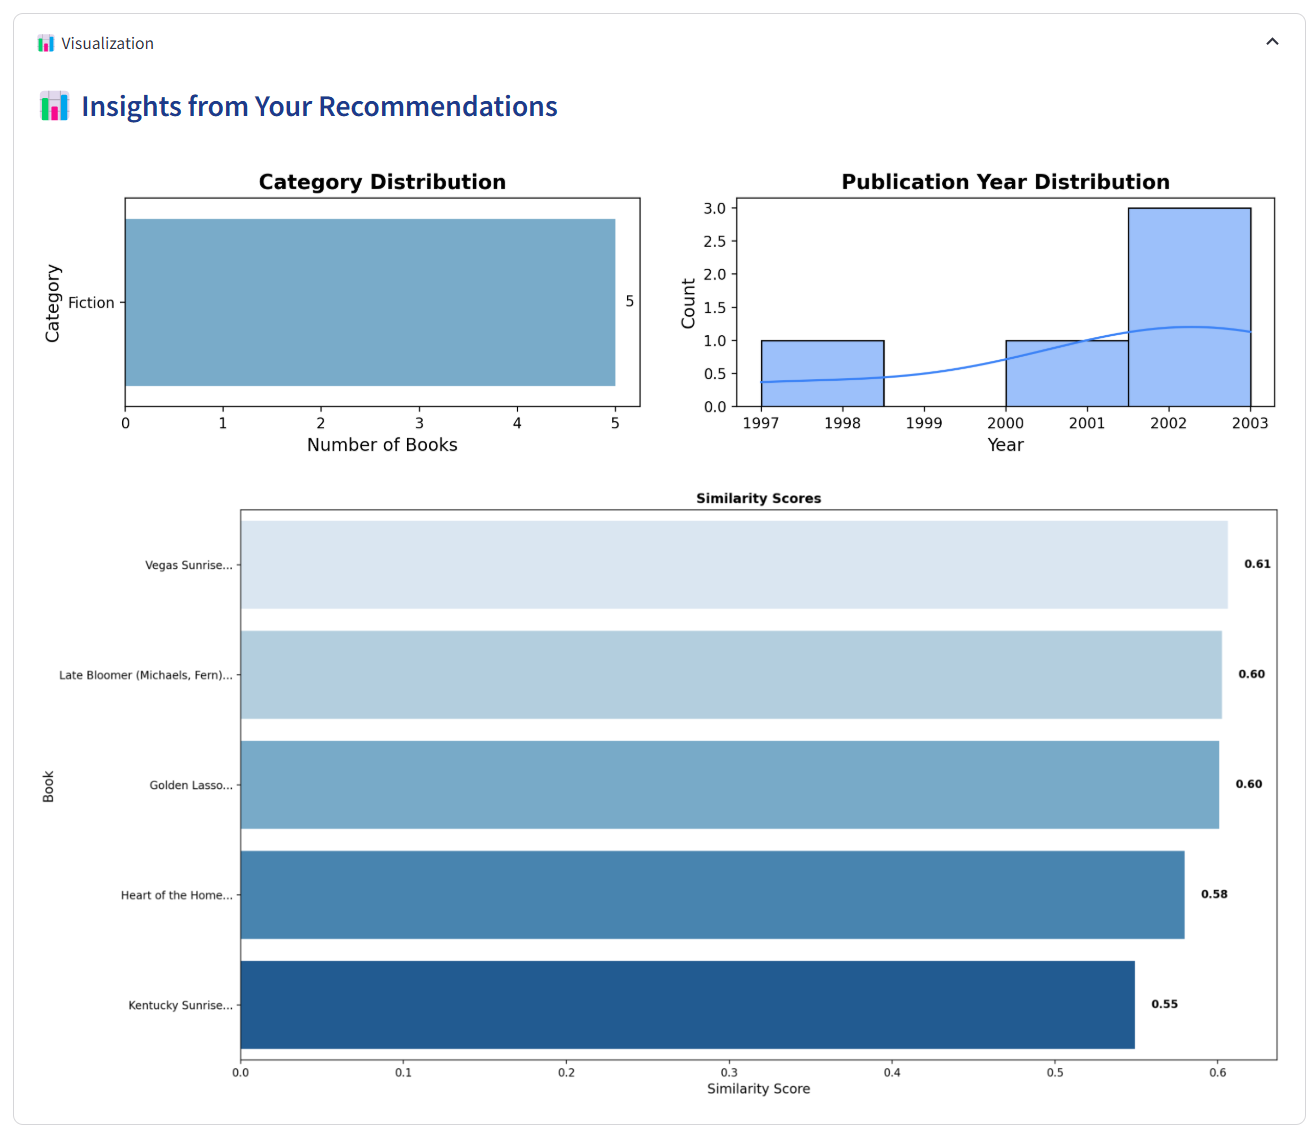 Visualization
Insights from Your Recommendations
Category Distribution
Category
Fiction
5
0 1 2 3 4 5
Number of Books
Publication Year Distribution
Count
3.0
2.5
2.0
1.5
1.0
0.5
0.0
1997 1998 1999 2000 2001 2002 2003
Year
Similarity Scores
Book
Vegas Sunrise... 0.61
Late Bloomer (Michaels, Fern)... 0.60
Golden Lasso... 0.60
Heart of the Home... 0.58
Kentucky Sunrise... 0.55
0.0 0.1 0.2 0.3 0.4 0.5 0.6
Similarity Score